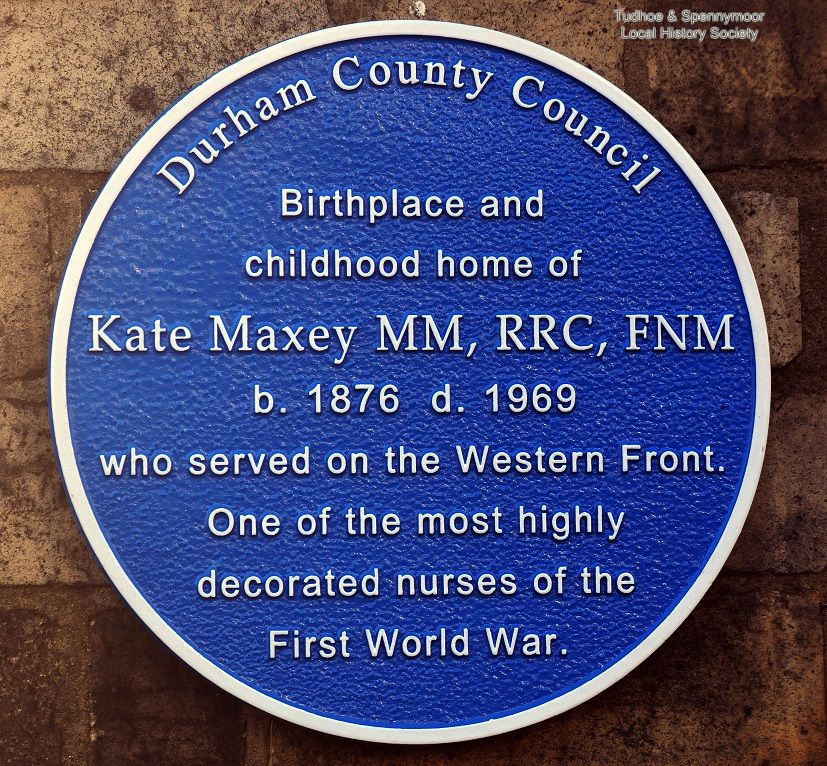 Tudhoe & Spennymoor
Local History Society
Durham County Council
Birthplace and
childhood home of
Kate Maxey MM, RRC, FNM
b. 1876 d. 1969
who served on the Western Front.
One of the most highly
decorated nurses of the
First World War.